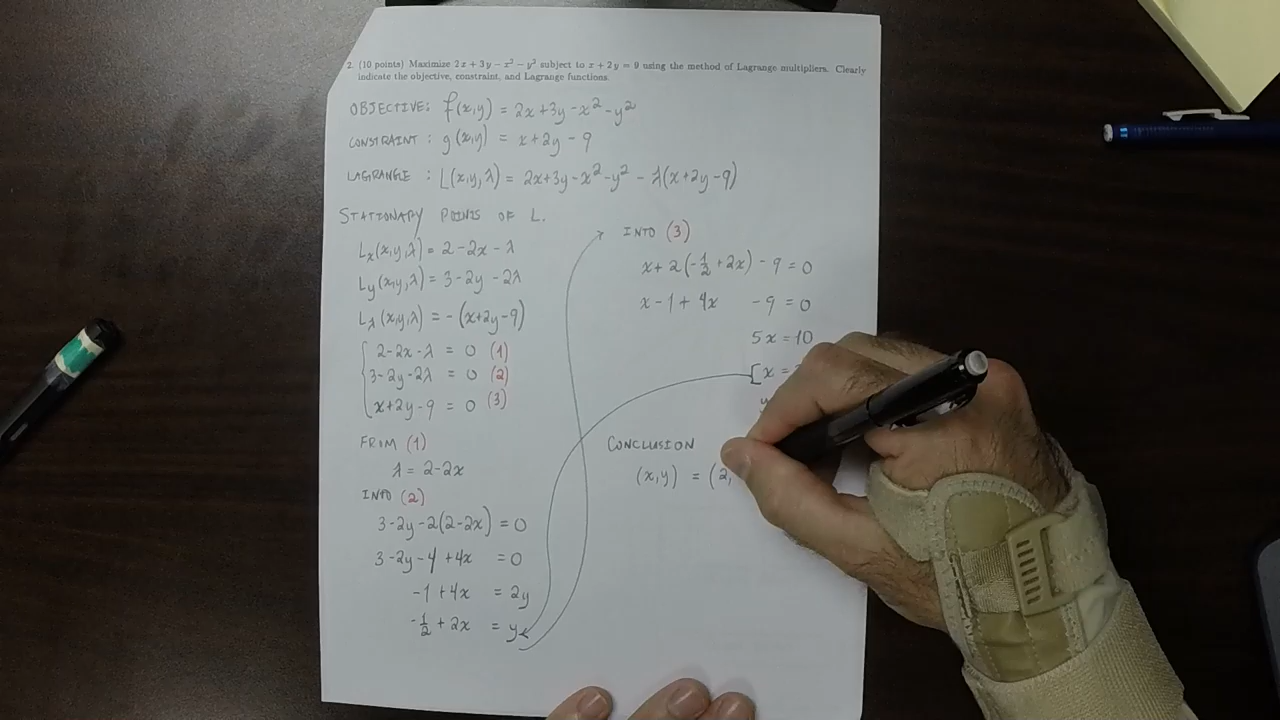 2. (10 points) Maximize 2x + 3y − x² − y² subject to x + 2y = 9 using the method of Lagrange multipliers. Clearly
indicate the objective, constraint, and Lagrange functions.
OBJECTIVE: f(x,y) = 2x+3y-x²-y²
CONSTRAINT: g(x,y) = x+2y-9
LAGRANGE: L(x,y,λ) = 2x+3y-x²-y² - λ(x+2y-9)
STATIONARY POINTS OF L.
Lx(x,y,λ) = 2-2x-λ
Ly(x,y,λ) = 3-2y-2λ
Lλ(x,y,λ) = -(x+2y-9)
2-2x-λ = 0 (1)
3-2y-2λ = 0 (2)
x+2y-9 = 0 (3)
FROM (1)
λ = 2-2x
INTO (2)
3-2y-2(2-2x) = 0
3-2y-4+4x = 0
-1+4x = 2y
-1/2+2x = y
INTO (3)
x+2(-1/2+2x)-9 = 0
x-1+4x -9 = 0
5x = 10
[x =
CONCLUSION
(x,y) = (2,